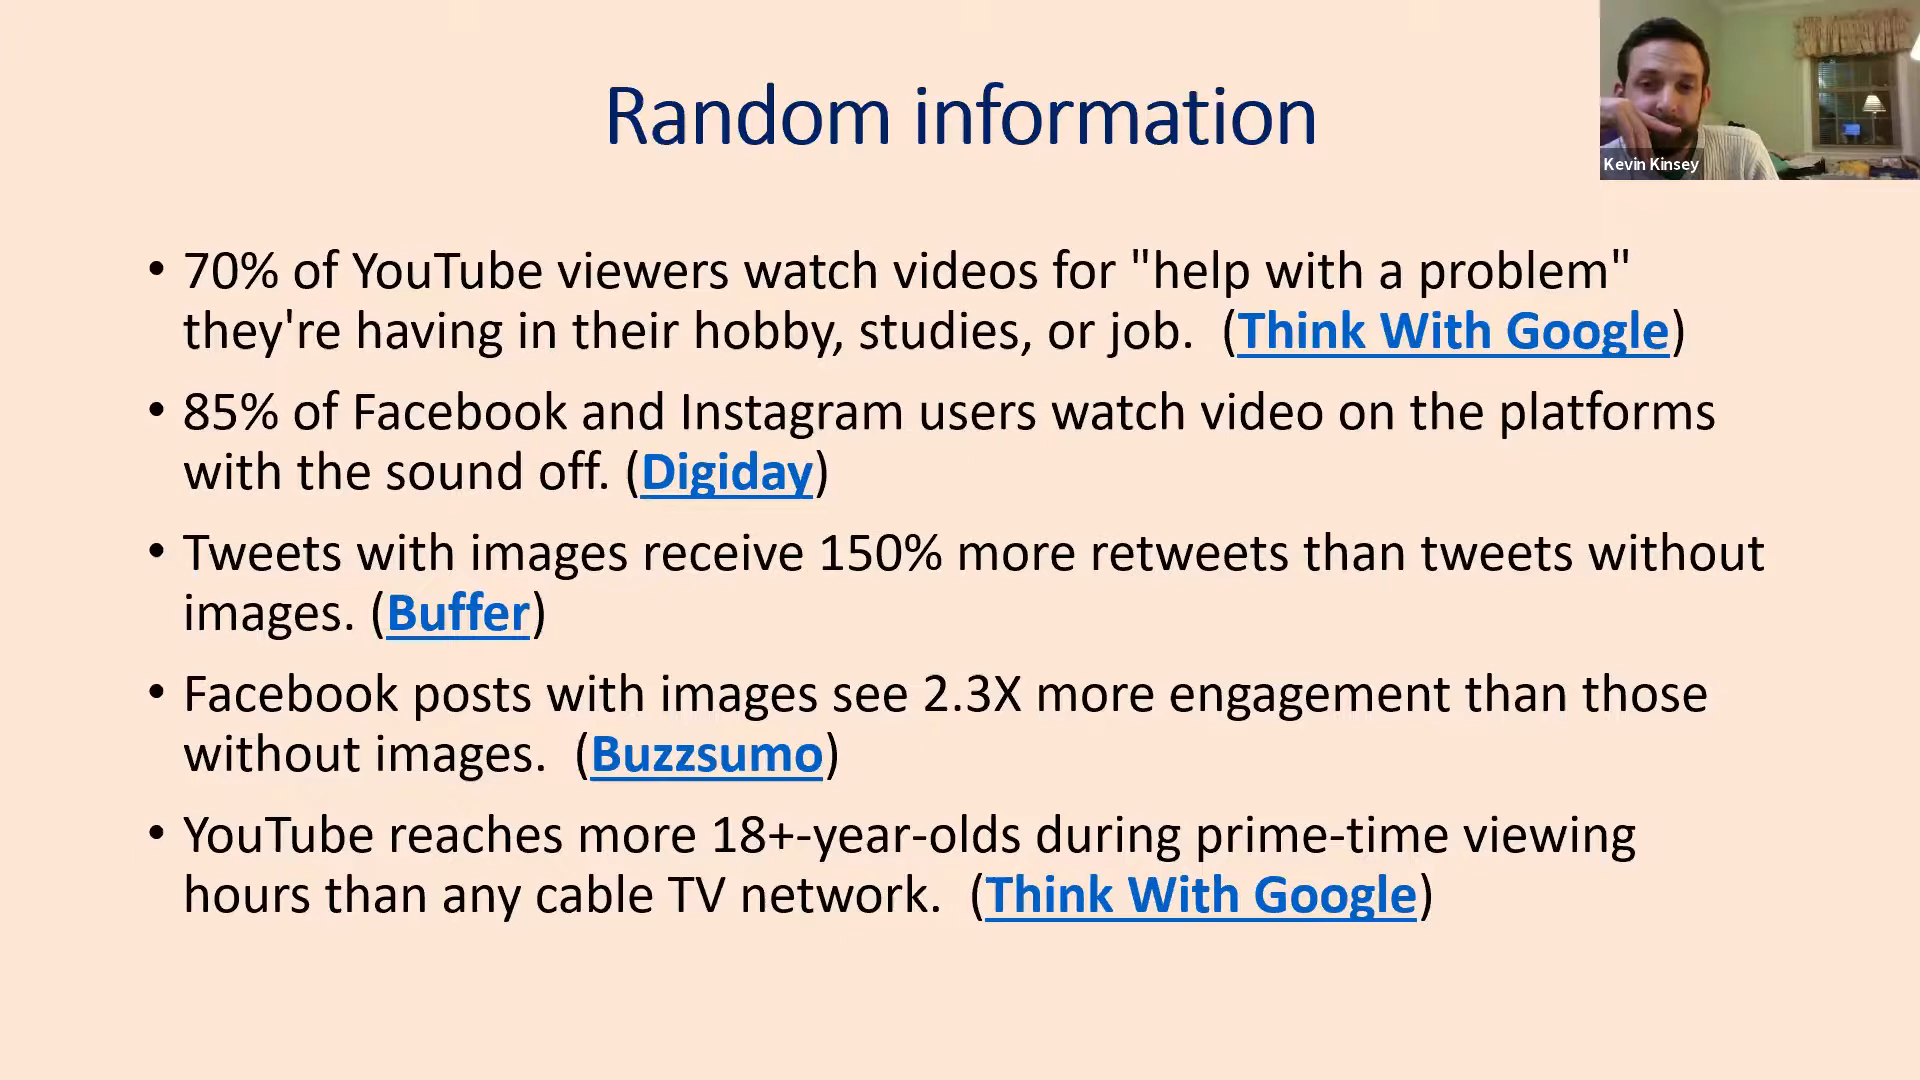 Random information
Kevin Kinsey
• 70% of YouTube viewers watch videos for "help with a problem"
they're having in their hobby, studies, or job.  (Think With Google)
• 85% of Facebook and Instagram users watch video on the platforms
with the sound off. (Digiday)
• Tweets with images receive 150% more retweets than tweets without
images. (Buffer)
• Facebook posts with images see 2.3X more engagement than those
without images.  (Buzzsumo)
• YouTube reaches more 18+-year-olds during prime-time viewing
hours than any cable TV network.  (Think With Google)